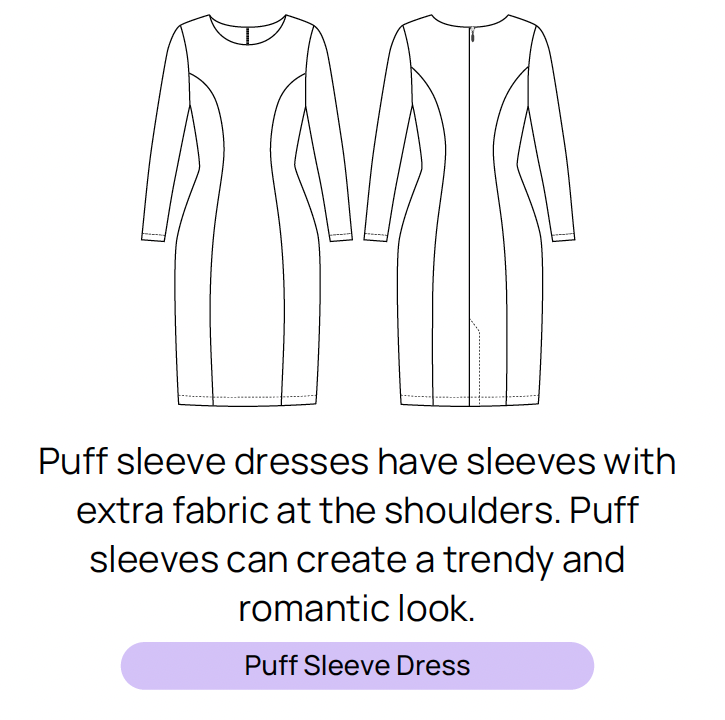 Puff sleeve dresses have sleeves with
extra fabric at the shoulders. Puff
sleeves can create a trendy and
romantic look.
Puff Sleeve Dress